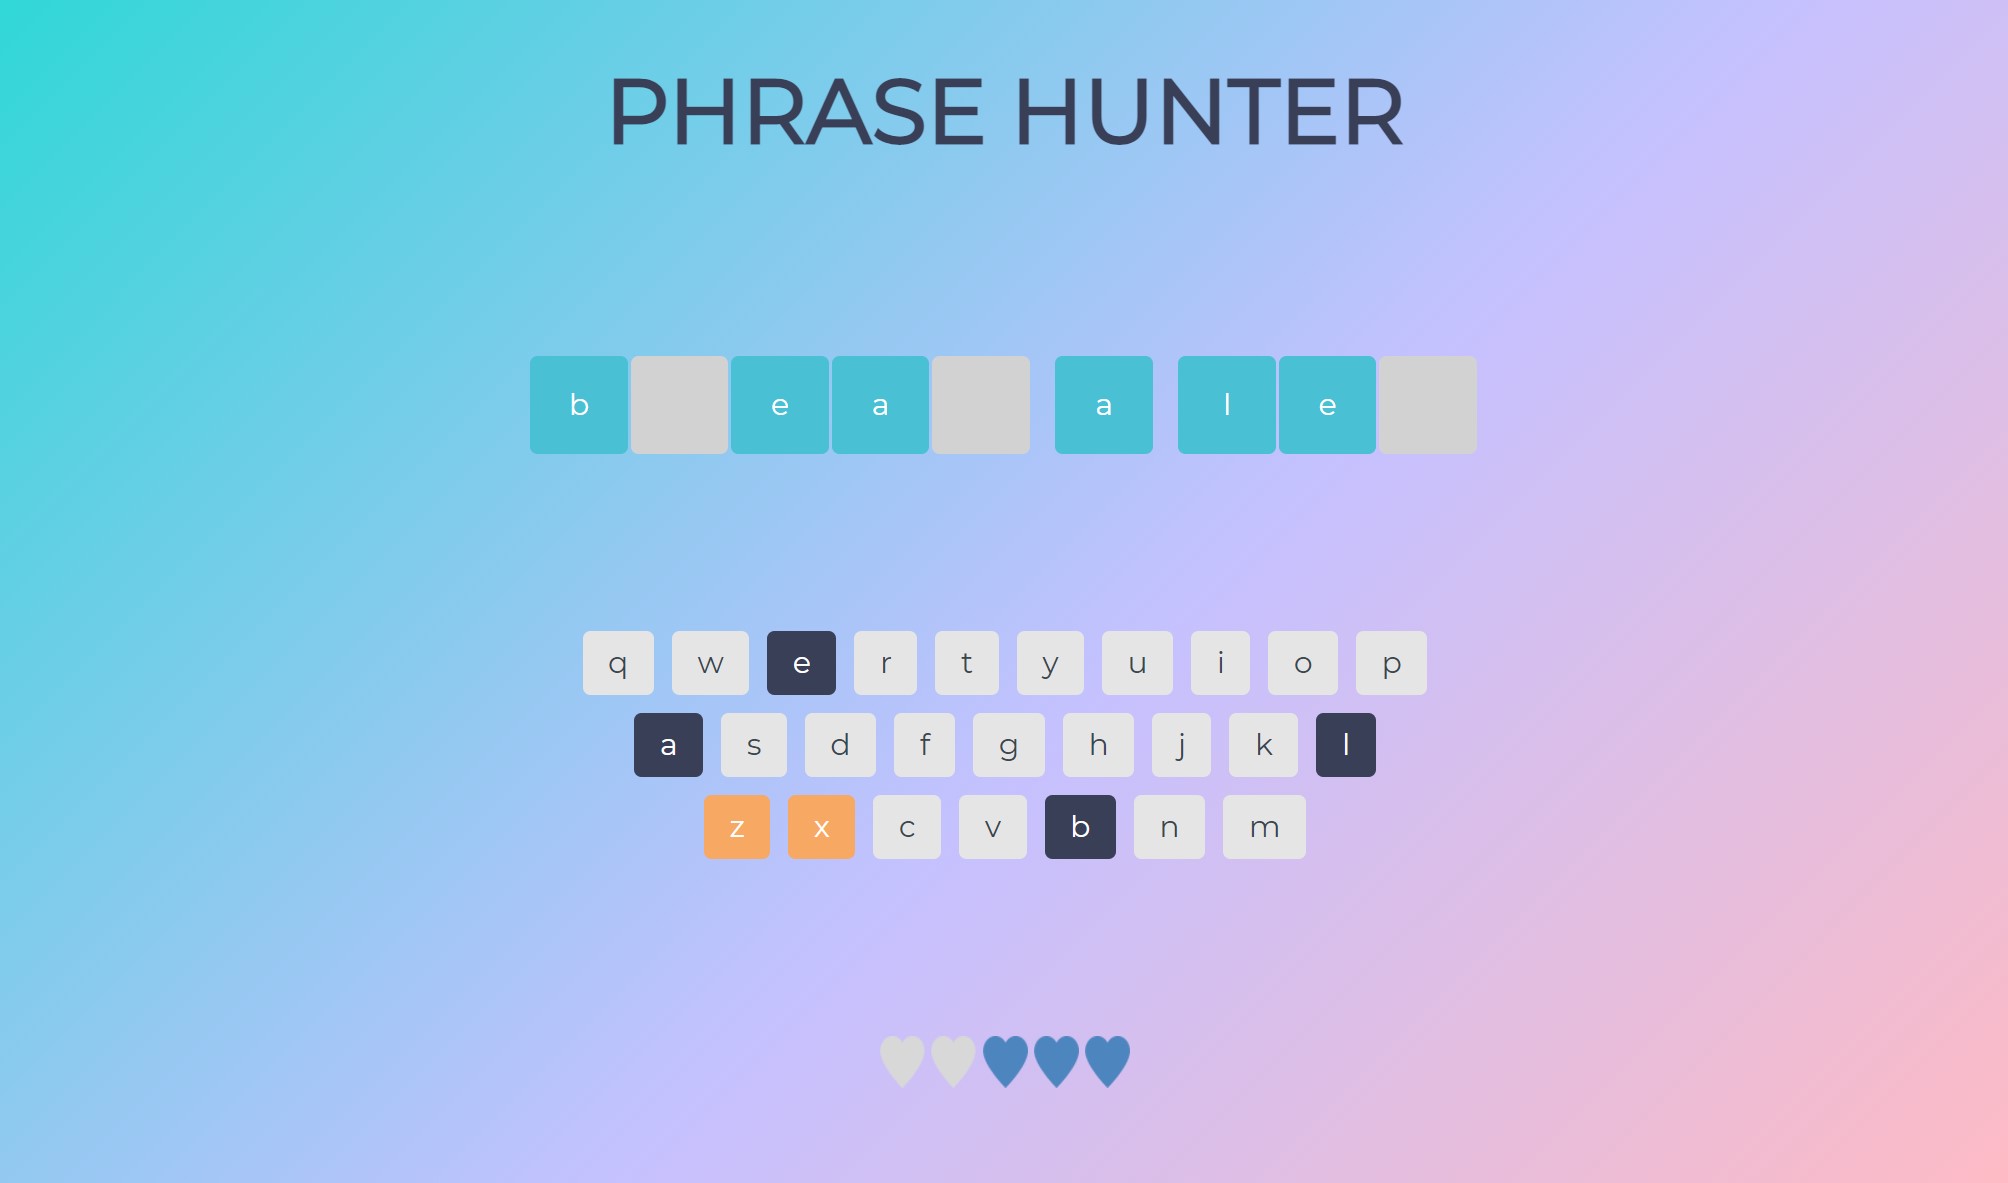 PHRASE HUNTER
b ea a le
q w e r t y u i o p
a s d f g h j k l
z x c v b n m